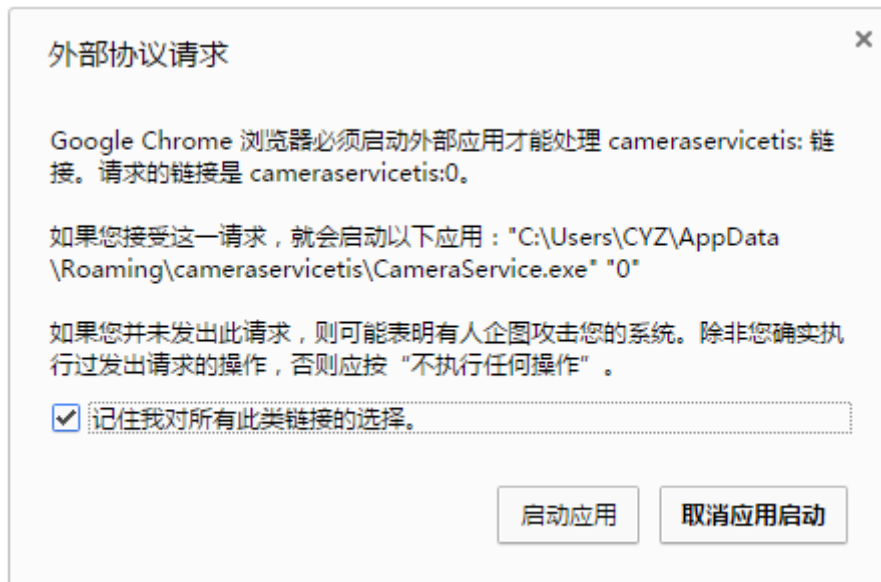 外部协议请求
Google Chrome 浏览器必须启动外部应用才能处理 cameraservicetis: 链
接。请求的链接是 cameraservicetis:0。
如果您接受这一请求，就会启动以下应用："C:\Users\CYZ\AppData
\Roaming\cameraservicetis\CameraService.exe" "0"
如果您并未发出此请求，则可能表明有人企图攻击您的系统。除非您确实执
行过发出请求的操作，否则应按“不执行任何操作”。
记住我对所有此类链接的选择。
启动应用 取消应用启动